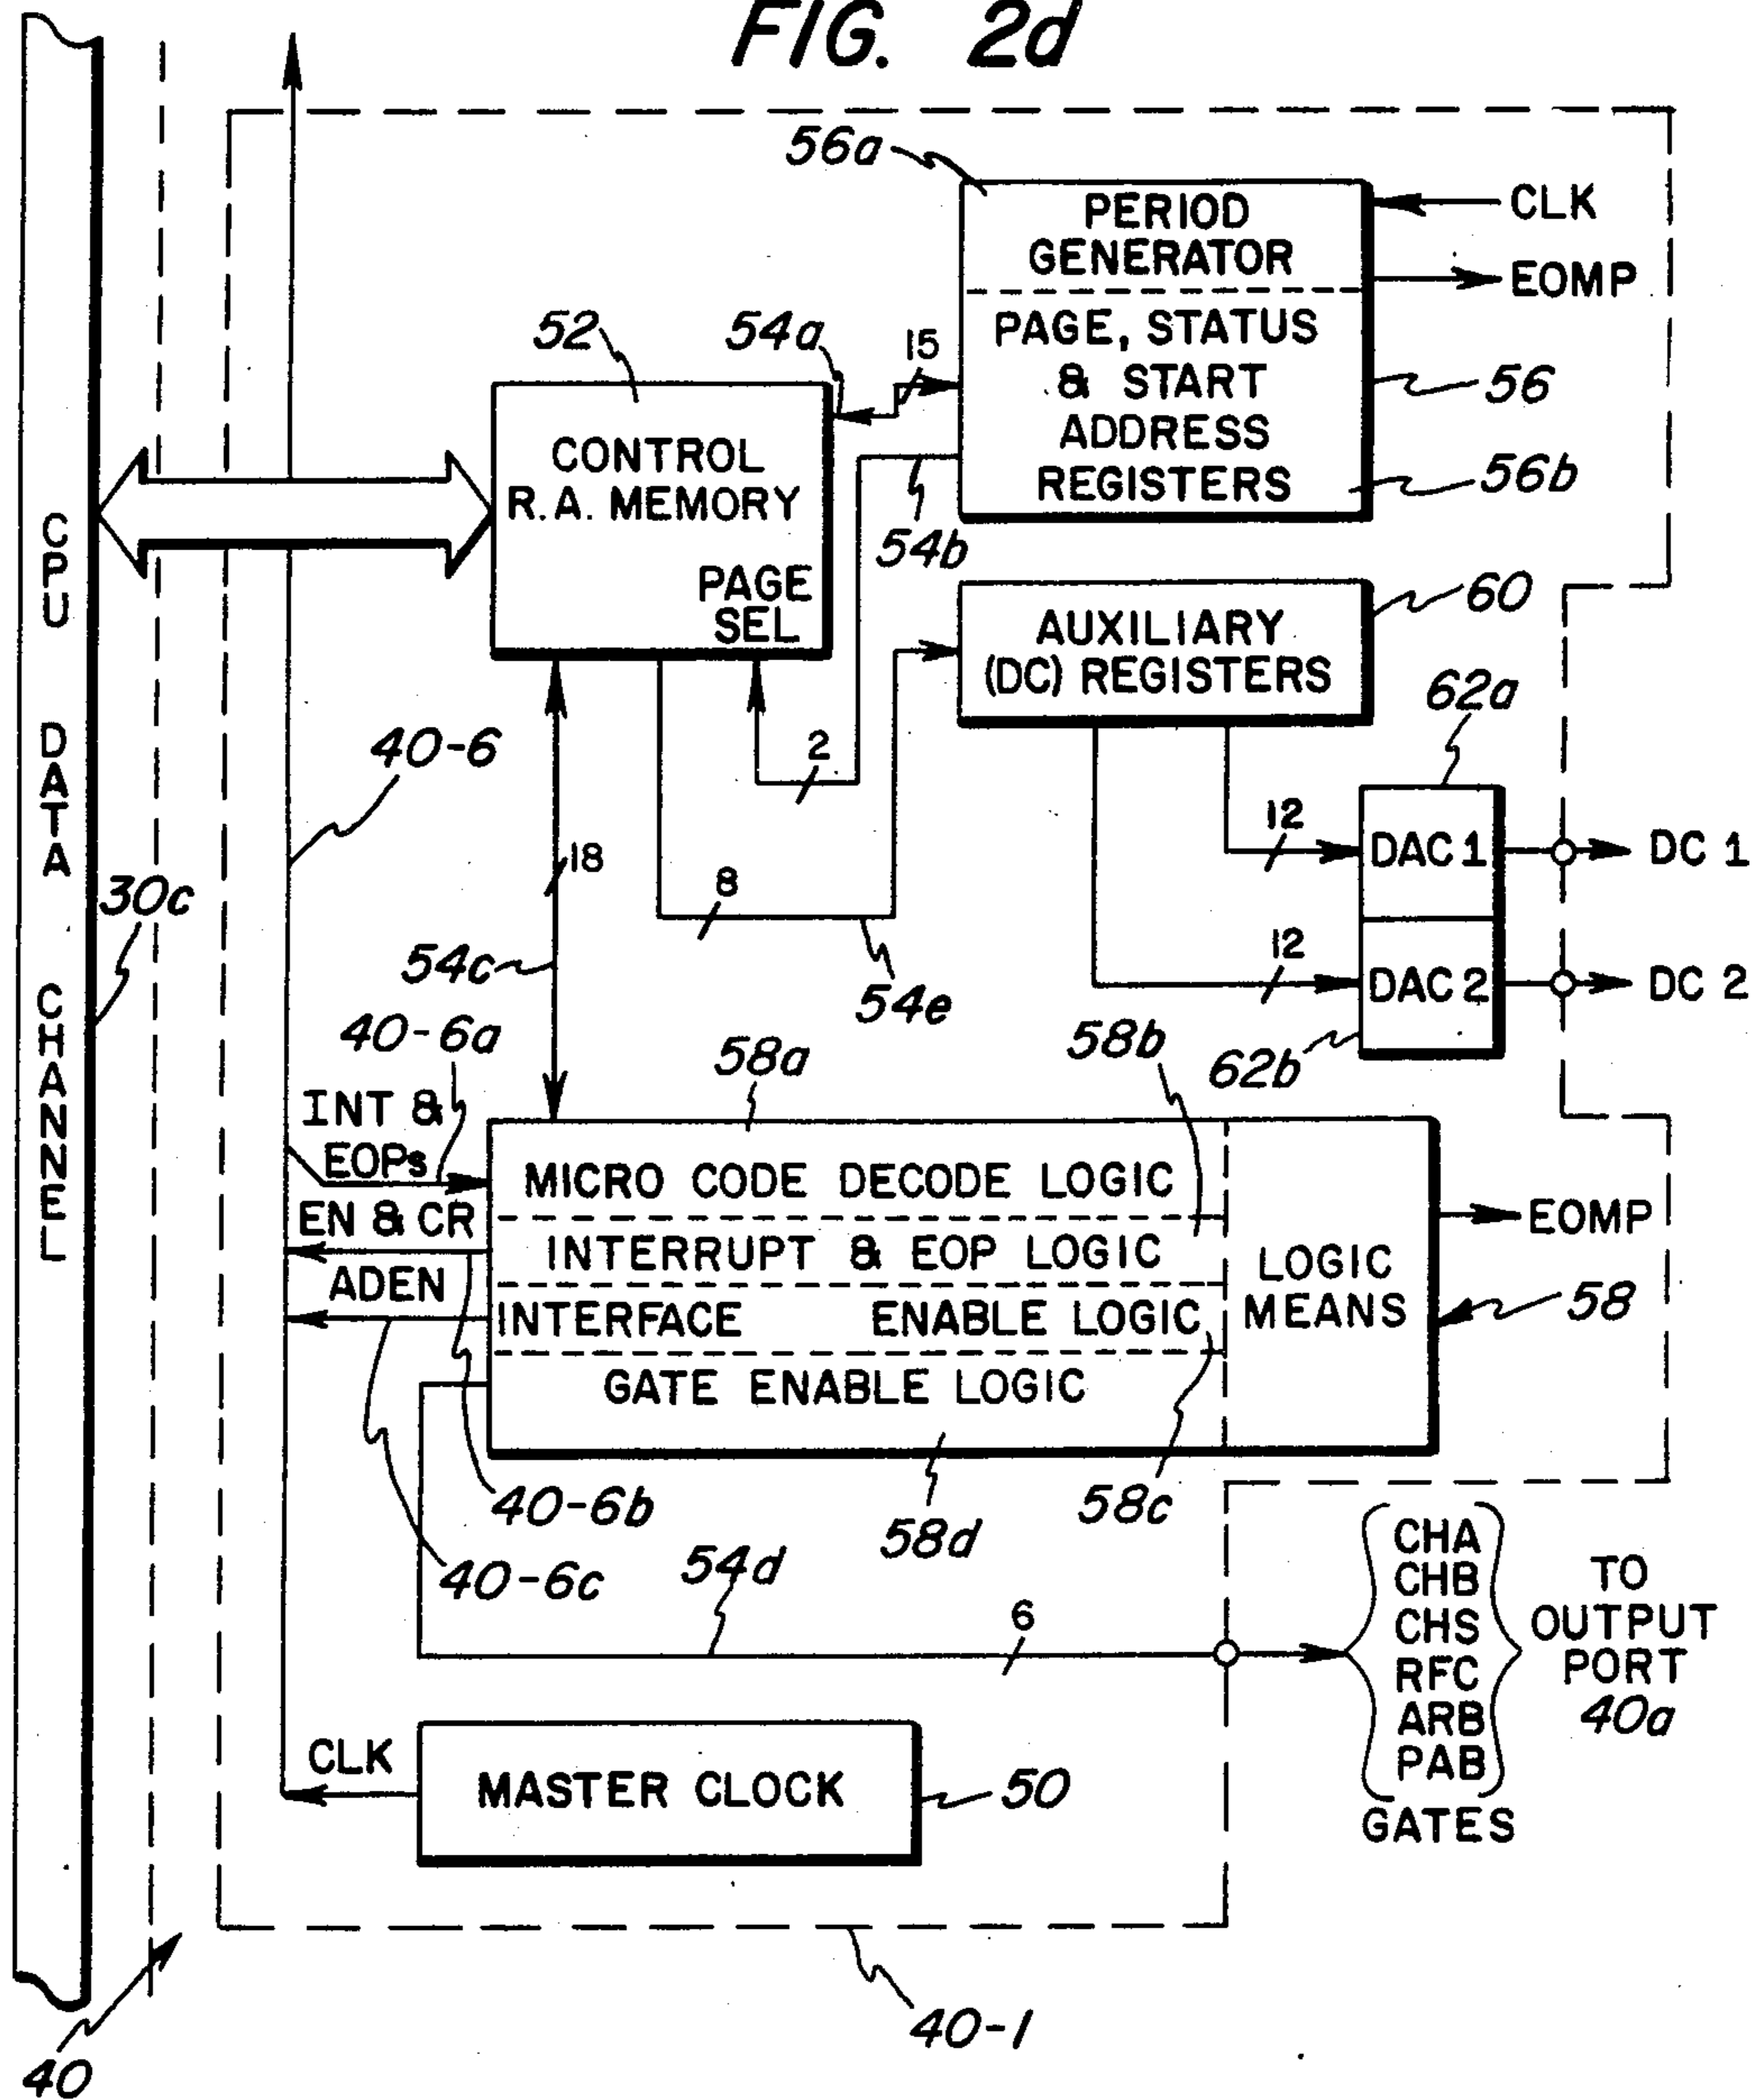 FIG. 2d
56a
PERIOD
GENERATOR
CLK
EOMP
PAGE, STATUS
& START
ADDRESS
REGISTERS
56
56b
52
54a
15
CONTROL
R.A. MEMORY
PAGE
SEL
54b
CPU DATA CHANNEL
30c
40-6
2
AUXILIARY
(DC) REGISTERS
60
62a
12
DAC 1
DC 1
18
8
54c
54e
12
DAC 2
DC 2
62b
40-6a
58a
58b
INT &
EOPs
MICRO CODE DECODE LOGIC
EN & CR
INTERRUPT & EOP LOGIC
ADEN
INTERFACE ENABLE LOGIC
GATE ENABLE LOGIC
LOGIC
MEANS
EOMP
58
40-6b
58c
58d
40-6c
54d
6
CHA
CHB
CHS
RFC
ARB
PAB
GATES
TO
OUTPUT
PORT
40a
CLK
MASTER CLOCK
50
40-1
40